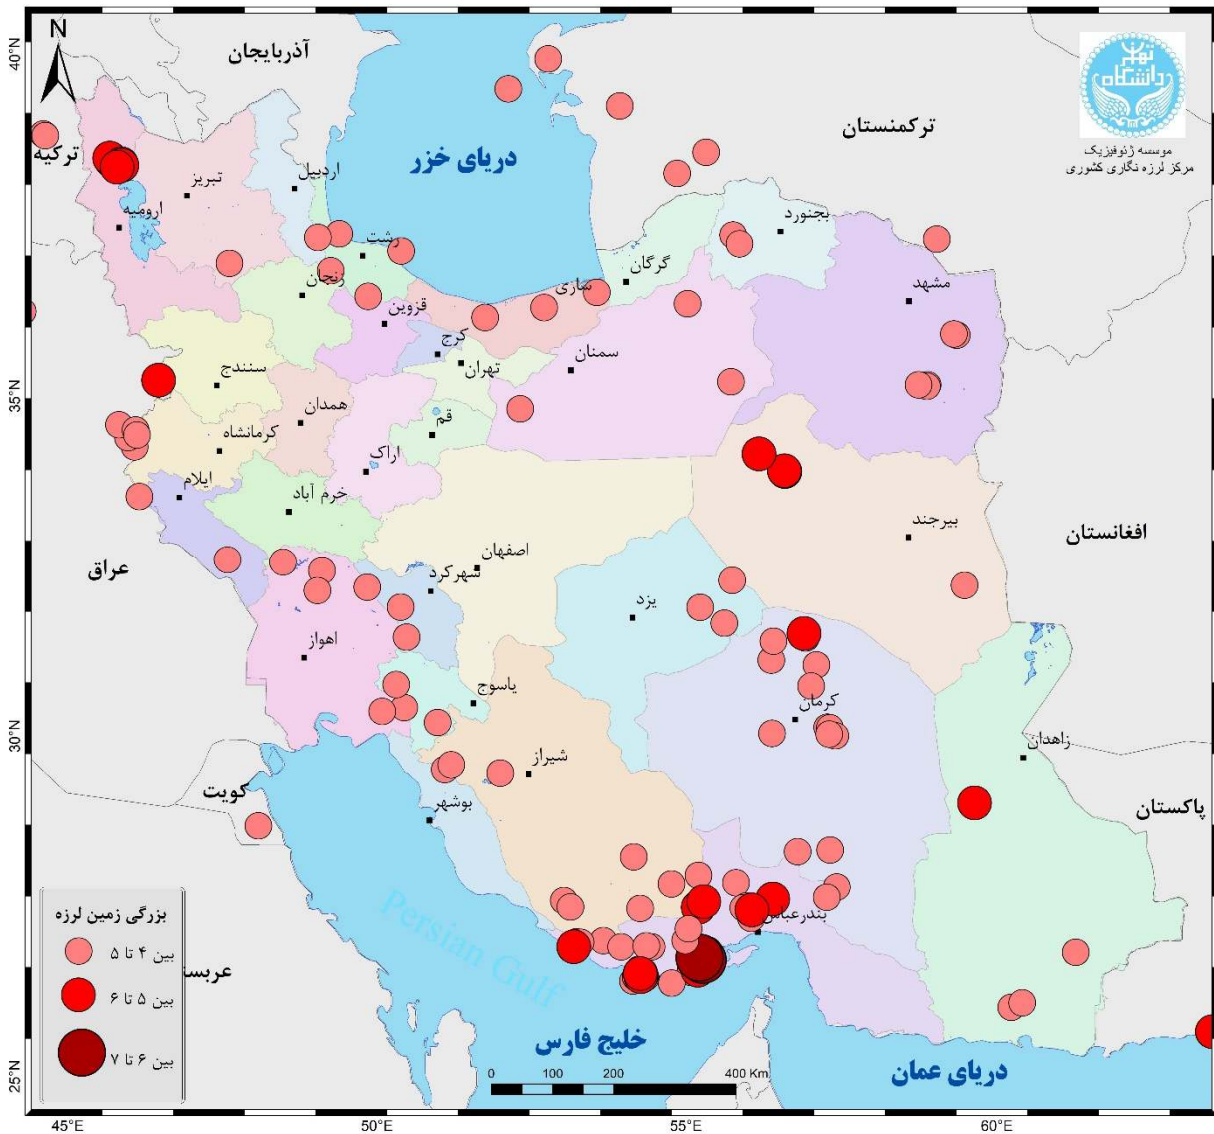 N
آذربایجان
ترکمنستان
دانشگاه تهران
موسسه ژئوفیزیک
مرکز لرزه نگاری کشوری
ترکیه
دریای خزر
اردبیل
تبریز
ارومیه
بجنورد
رشت
گرگان
مشهد
زنجان
ساری
قزوین
کرج
سمنان
تهران
سنندج
همدان
قم
کرمانشاه
اراک
ایلام
خرم آباد
بیرجند
افغانستان
عراق
اصفهان
شهرکرد
یزد
اهواز
یاسوج
کرمان
زاهدان
شیراز
کویت
بوشهر
پاکستان
Persian Gulf
بندرعباس
بزرگی زمین لرزه
بین ۴ تا ۵
بین ۵ تا ۶
بین ۶ تا ۷
خلیج فارس
دریای عمان
0 100 200 400 Km
40°N
35°N
30°N
25°N
45°E 50°E 55°E 60°E